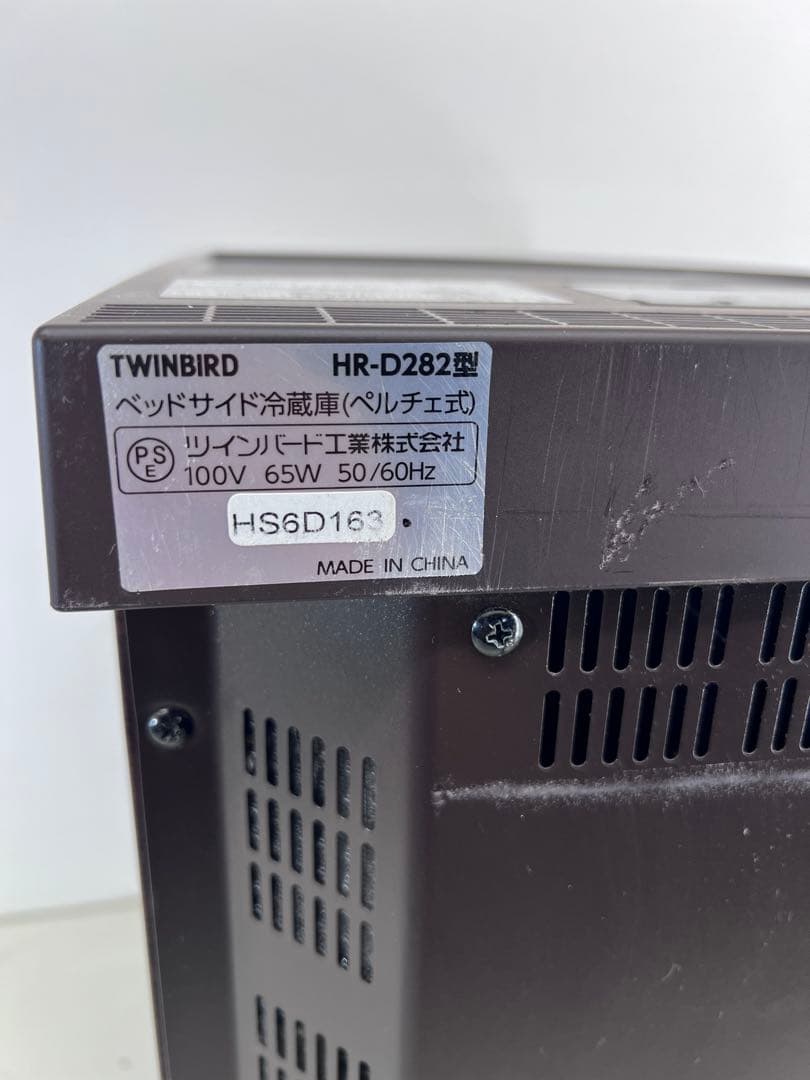 TWINBIRD HR-D282型
ベッドサイド冷蔵庫(ペルチェ式)
PSE ツインバード工業株式会社
100V 65W 50/60Hz
HS6D163
MADE IN CHINA